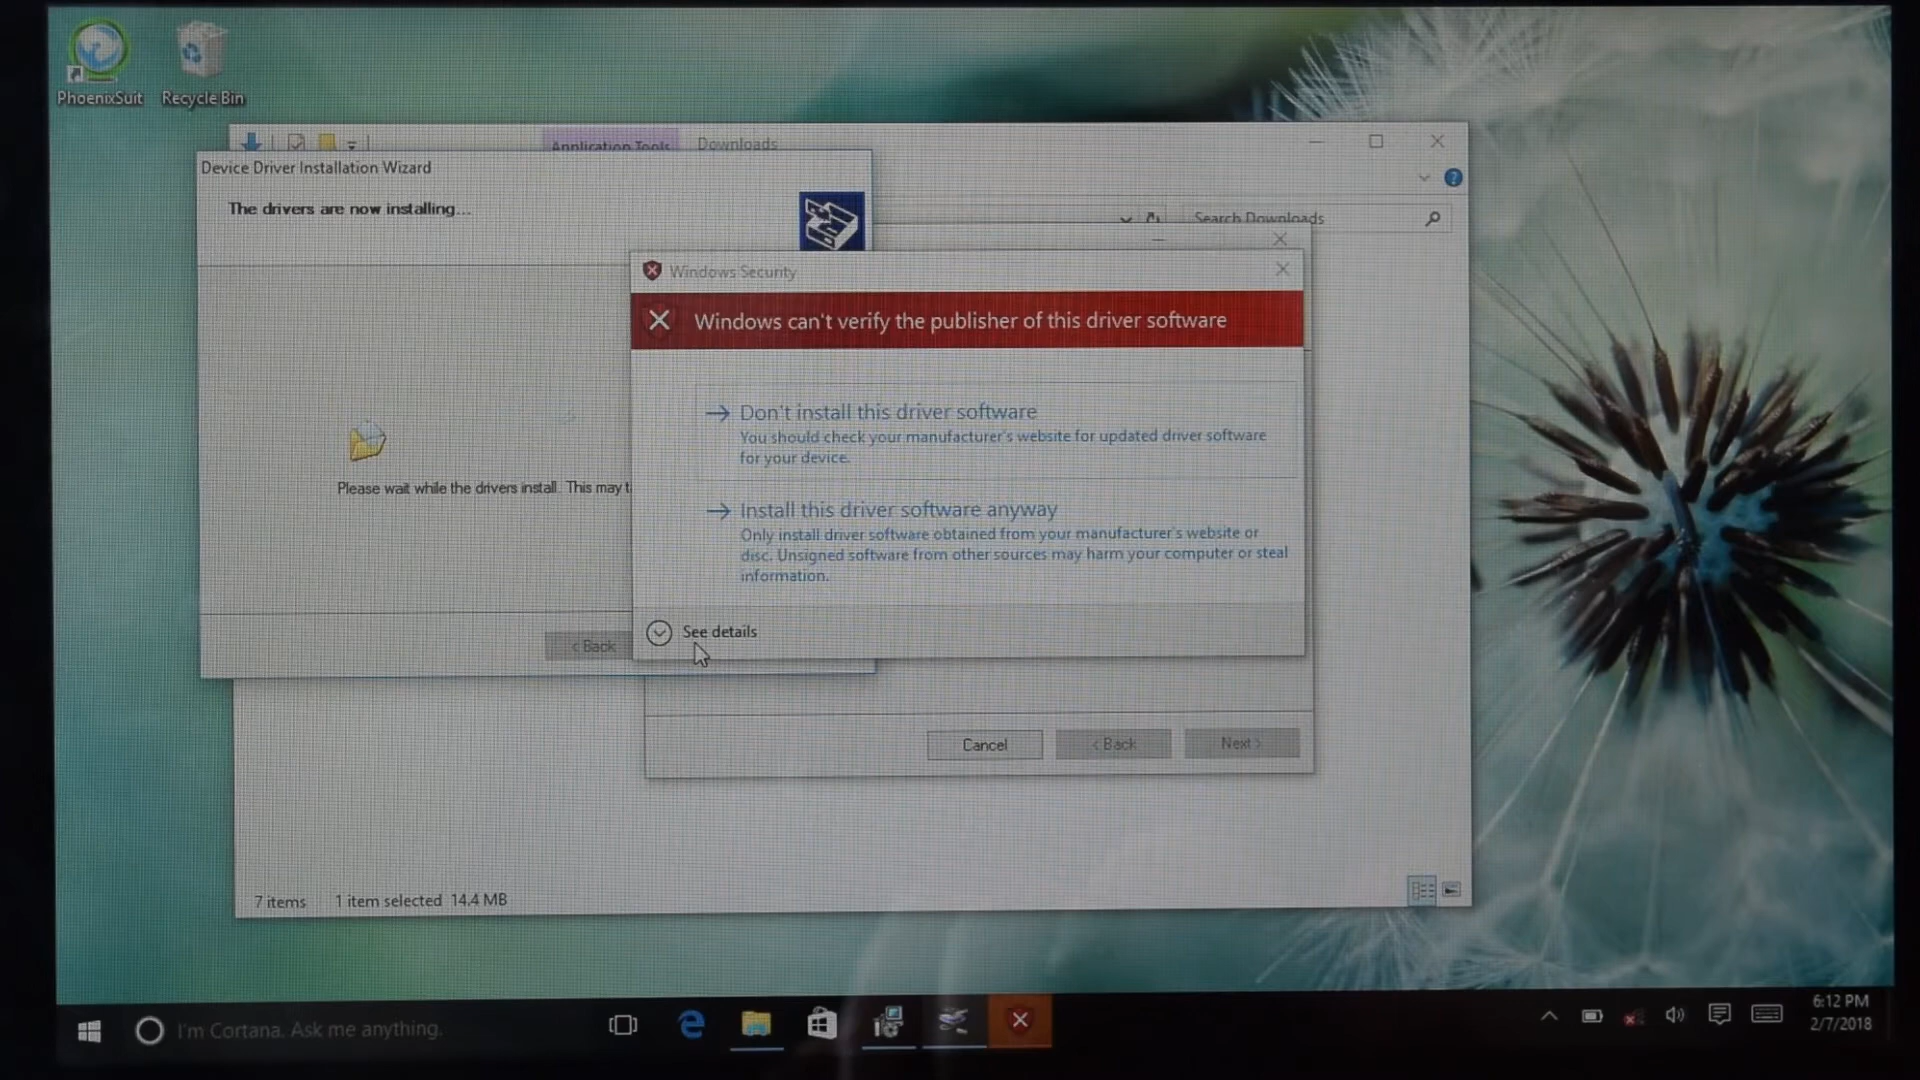 PhoenixSuit
Recycle Bin
Application Tools
Downloads
Device Driver Installation Wizard
The drivers are now installing...
Search Downloads
Windows Security
Windows can't verify the publisher of this driver software
Don't install this driver software
You should check your manufacturer's website for updated driver software
for your device.
Please wait while the drivers install. This may t
Install this driver software anyway
Only install driver software obtained from your manufacturer's website or
disc. Unsigned software from other sources may harm your computer or steal
information.
See details
< Back
Cancel
< Back
Next >
7 items
1 item selected 14.4 MB
I'm Cortana. Ask me anything.
6:12 PM
2/7/2018